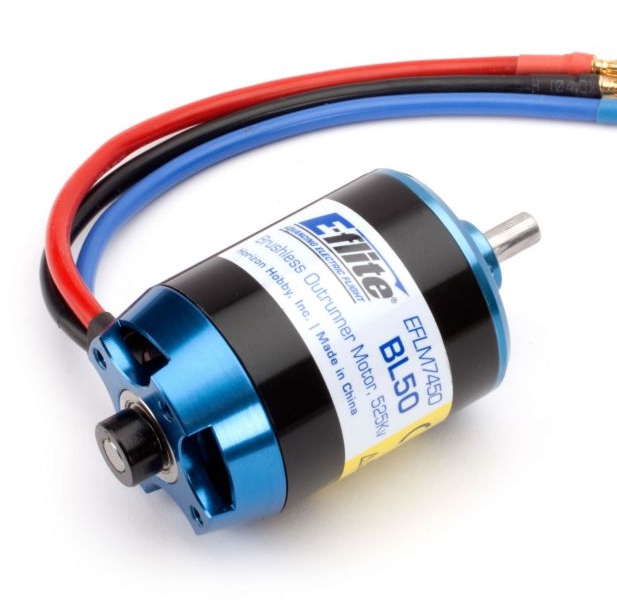 E-flite®
ADVANCING ELECTRIC FLIGHT
Brushless Outrunner Motor, 525Kv
Horizon Hobby, Inc. | Made in China
EFLM7450
BL50